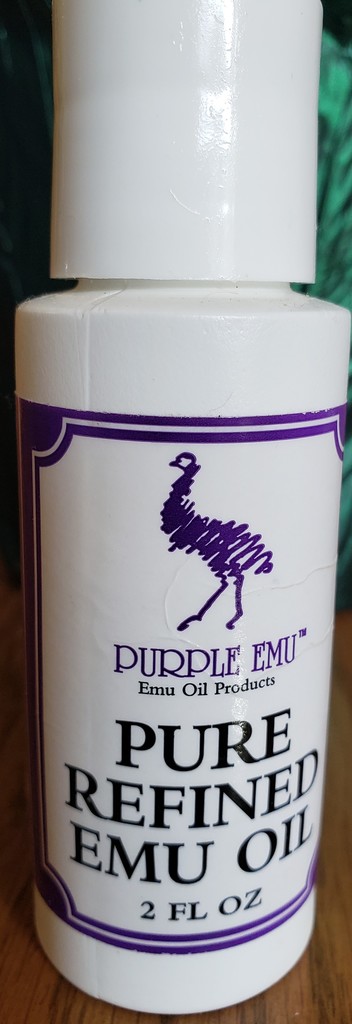 PURPLE EMU™
Emu Oil Products
PURE
REFINED
EMU OIL
2 FL OZ